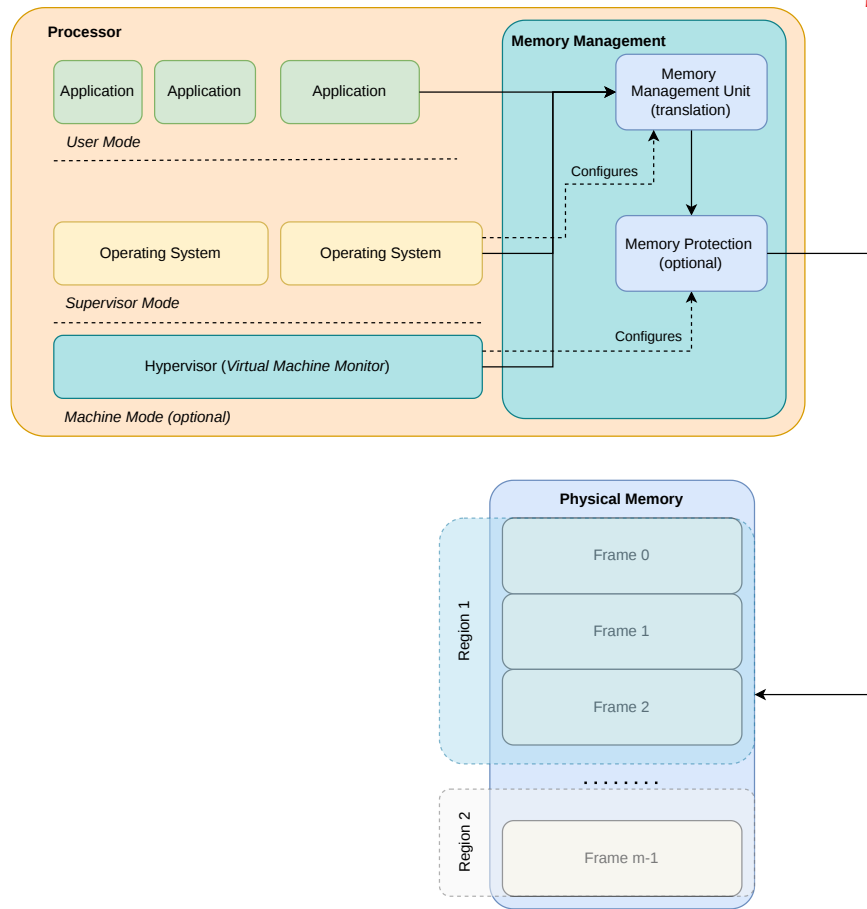 Processor
Memory Management
Application
Application
Application
Memory
Management Unit
(translation)
User Mode
Configures
Operating System
Operating System
Memory Protection
(optional)
Supervisor Mode
Configures
Hypervisor (Virtual Machine Monitor)
Machine Mode (optional)
Physical Memory
Region 1
Frame 0
Frame 1
Frame 2
. . . . . . . .
Region 2
Frame m-1